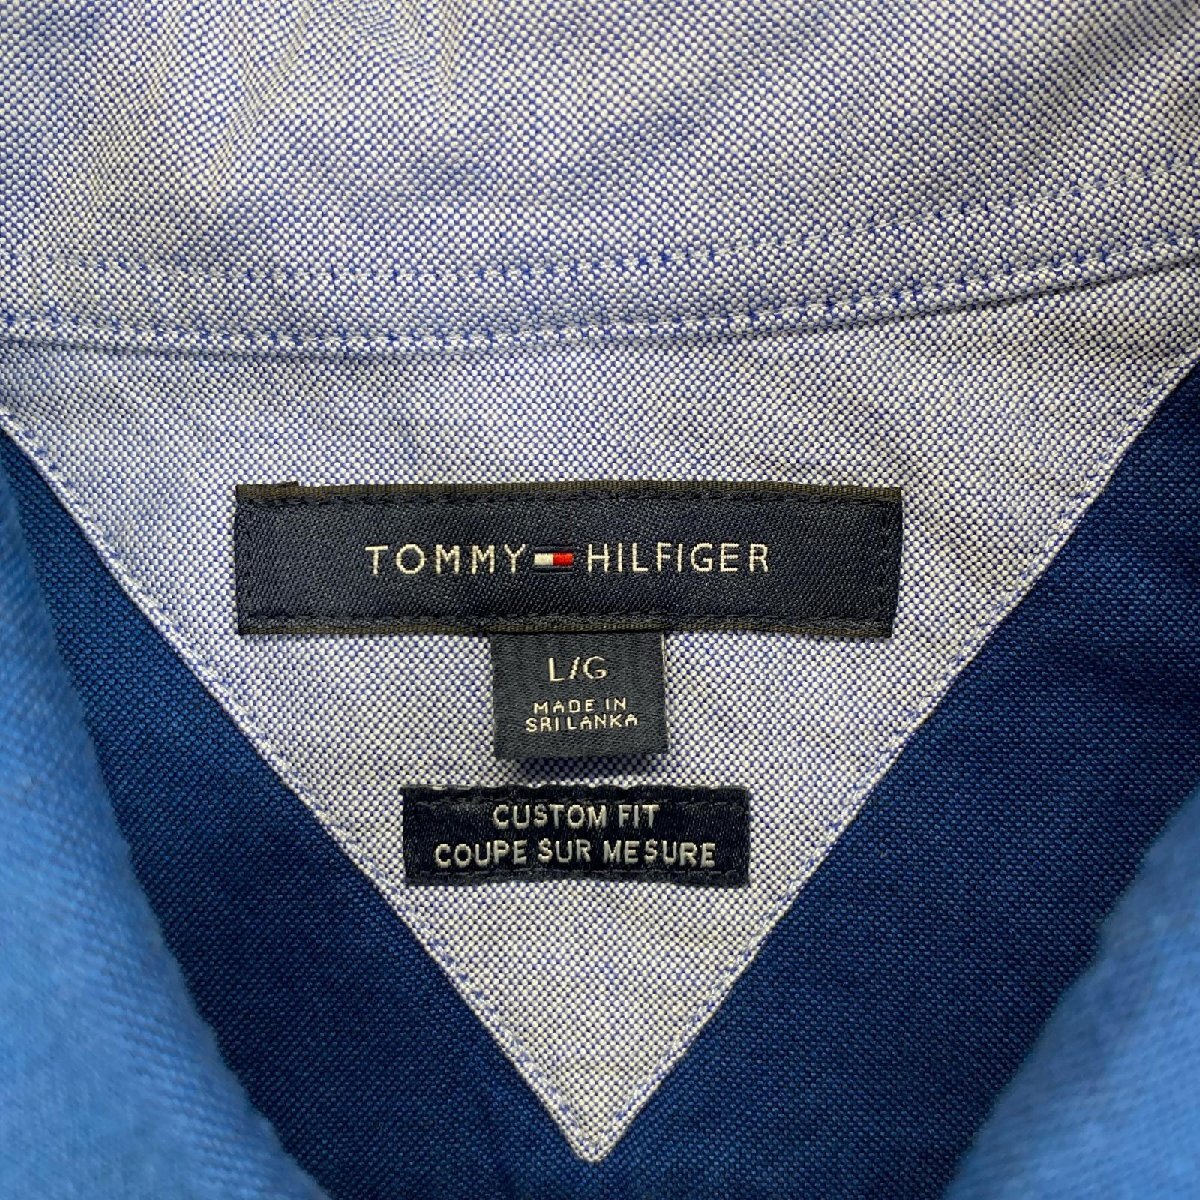 TOMMY HILFIGER
L/G
MADE IN
SRI LANKA
CUSTOM FIT
COUPE SUR MESURE